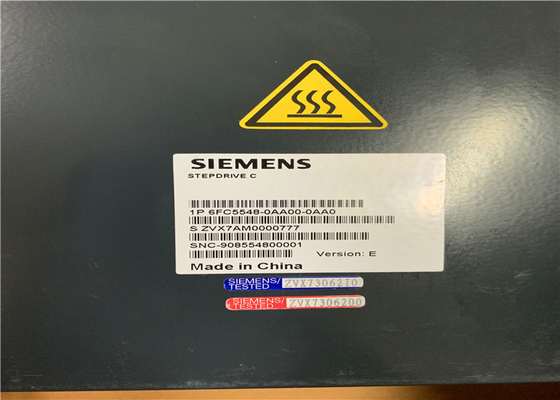 SIEMENS
STEPDRIVE C
1P 6FC5548-0AA00-0AA0
S ZVX7AM0000777
SNC-908554800001
Version: E
Made in China
SIEMENS/
TESTED
ZVX7306210
SIEMENS/
TESTED
ZVX7306200